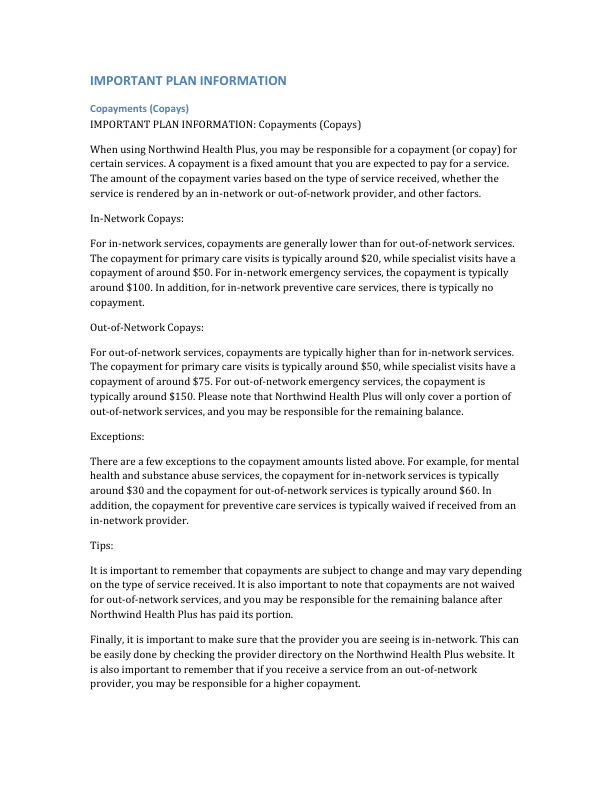 IMPORTANT PLAN INFORMATION
Copayments (Copays)
IMPORTANT PLAN INFORMATION: Copayments (Copays)
When using Northwind Health Plus, you may be responsible for a copayment (or copay) for
certain services. A copayment is a fixed amount that you are expected to pay for a service.
The amount of the copayment varies based on the type of service received, whether the
service is rendered by an in-network or out-of-network provider, and other factors.
In-Network Copays:
For in-network services, copayments are generally lower than for out-of-network services.
The copayment for primary care visits is typically around $20, while specialist visits have a
copayment of around $50. For in-network emergency services, the copayment is typically
around $100. In addition, for in-network preventive care services, there is typically no
copayment.
Out-of-Network Copays:
For out-of-network services, copayments are typically higher than for in-network services.
The copayment for primary care visits is typically around $50, while specialist visits have a
copayment of around $75. For out-of-network emergency services, the copayment is
typically around $150. Please note that Northwind Health Plus will only cover a portion of
out-of-network services, and you may be responsible for the remaining balance.
Exceptions:
There are a few exceptions to the copayment amounts listed above. For example, for mental
health and substance abuse services, the copayment for in-network services is typically
around $30 and the copayment for out-of-network services is typically around $60. In
addition, the copayment for preventive care services is typically waived if received from an
in-network provider.
Tips:
It is important to remember that copayments are subject to change and may vary depending
on the type of service received. It is also important to note that copayments are not waived
for out-of-network services, and you may be responsible for the remaining balance after
Northwind Health Plus has paid its portion.
Finally, it is important to make sure that the provider you are seeing is in-network. This can
be easily done by checking the provider directory on the Northwind Health Plus website. It
is also important to remember that if you receive a service from an out-of-network
provider, you may be responsible for a higher copayment.